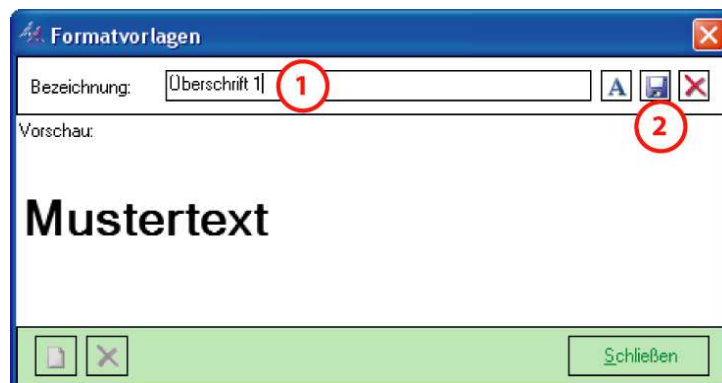 Formatvorlagen
Bezeichnung: Überschrift 1 1 A
2
Vorschau:
Mustertext
Schließen